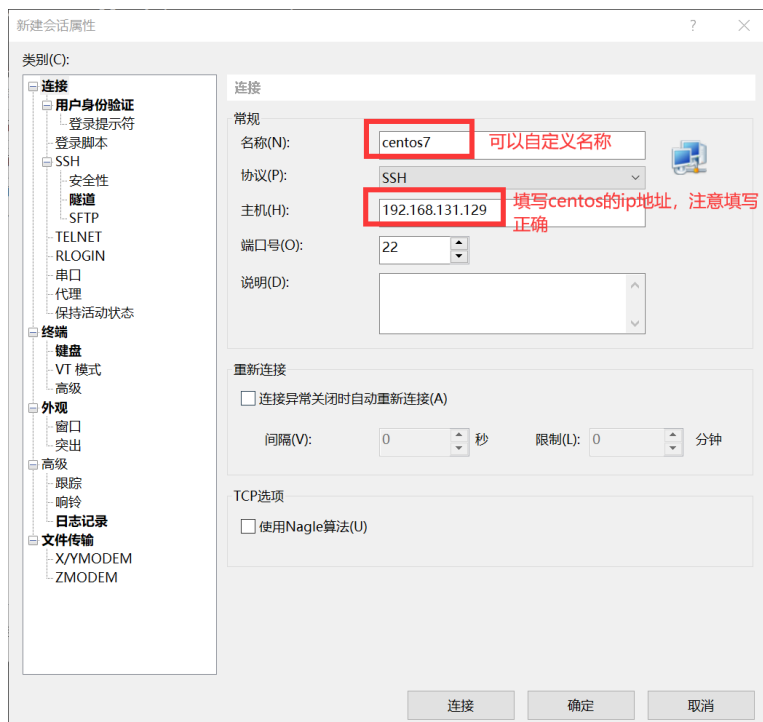 新建会话属性
类别(C):
连接
用户身份验证
登录提示符
登录脚本
SSH
安全性
隧道
SFTP
TELNET
RLOGIN
串口
代理
保持活动状态
终端
键盘
VT 模式
高级
外观
窗口
突出
高级
跟踪
响铃
日志记录
文件传输
X/YMODEM
ZMODEM
连接
常规
名称(N): centos7 可以自定义名称
协议(P): SSH
主机(H): 192.168.131.129 填写centos的ip地址，注意填写
正确
端口号(O): 22
说明(D):
重新连接
连接异常关闭时自动重新连接(A)
间隔(V): 0 秒 限制(L): 0 分钟
TCP选项
使用Nagle算法(U)
连接 确定 取消